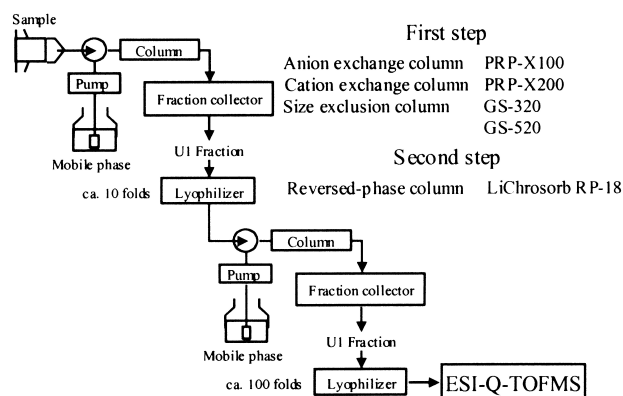 Sample
Column
Pump
Fraction collector
Mobile phase
U1 Fraction
ca. 10 folds
Lyophilizer
First step
Anion exchange column PRP-X100
Cation exchange column PRP-X200
Size exclusion column GS-320
GS-520
Second step
Reversed-phase column LiChrosorb RP-18
Column
Pump
Fraction collector
Mobile phase
U1 Fraction
ca. 100 folds
Lyophilizer
ESI-Q-TOFMS